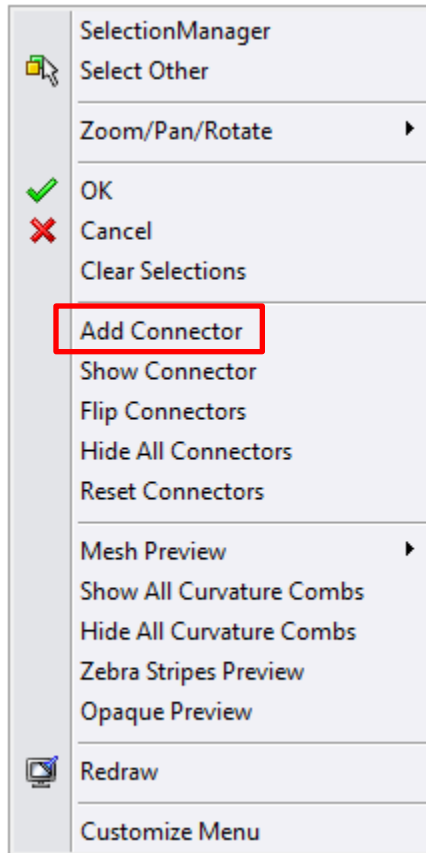 SelectionManager
Select Other
Zoom/Pan/Rotate
OK
Cancel
Clear Selections
Add Connector
Show Connector
Flip Connectors
Hide All Connectors
Reset Connectors
Mesh Preview
Show All Curvature Combs
Hide All Curvature Combs
Zebra Stripes Preview
Opaque Preview
Redraw
Customize Menu